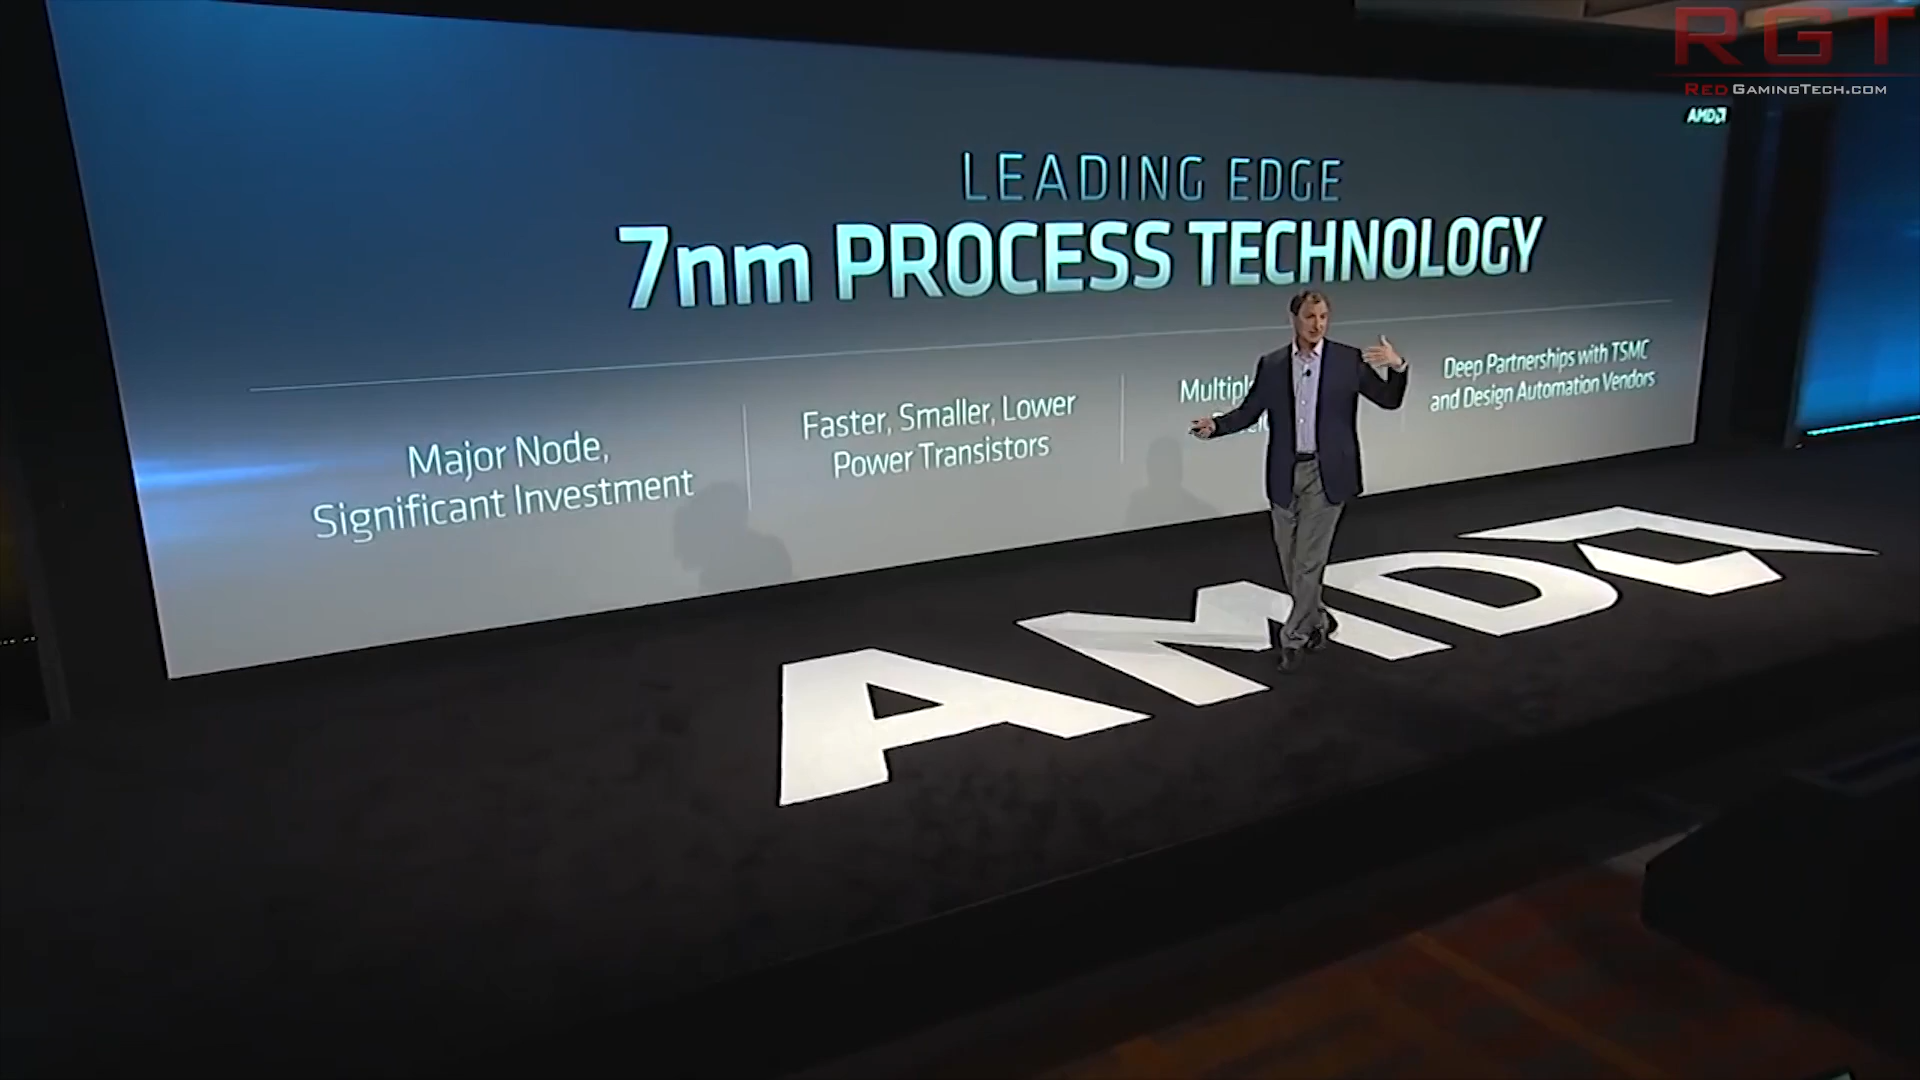 RGT
REDGAMINGTECH.COM
AMD
LEADING EDGE
7nm PROCESS TECHNOLOGY
Major Node,
Significant Investment
Faster, Smaller, Lower
Power Transistors
Deep Partnerships with TSMC
and Design Automation Vendors
AMD